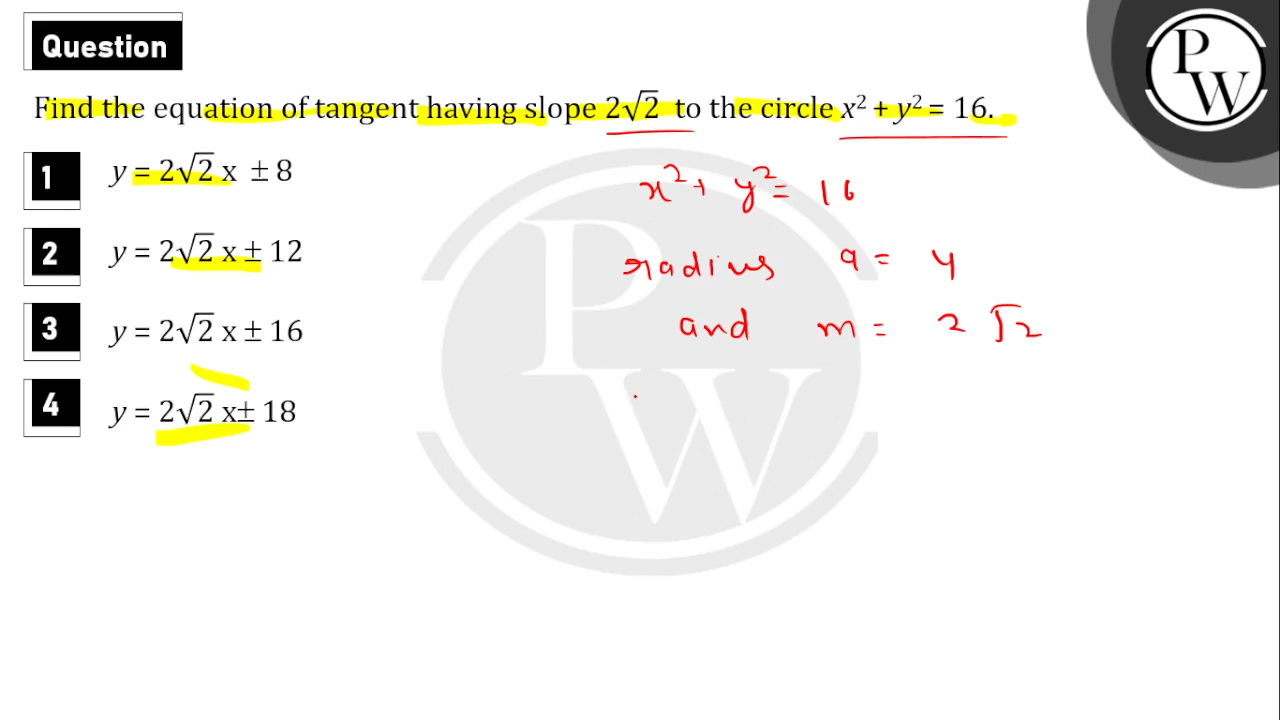 Question
Find the equation of tangent having slope 2√2 to the circle x² + y² = 16.
1 y = 2√2 x ± 8
2 y = 2√2 x ± 12
3 y = 2√2 x ± 16
4 y = 2√2 x± 18
x² + y² = 16
radius a = 4
and m = 2√2
PW
PW